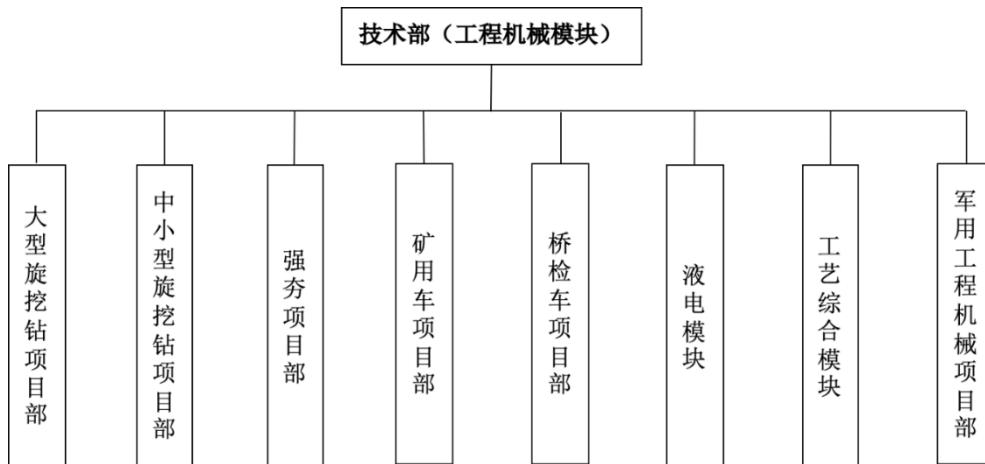 技术部（工程机械模块）
大型旋挖钻项目部
中小型旋挖钻项目部
强夯项目部
矿用车项目部
桥检车项目部
液电模块
工艺综合模块
军用工程机械项目部